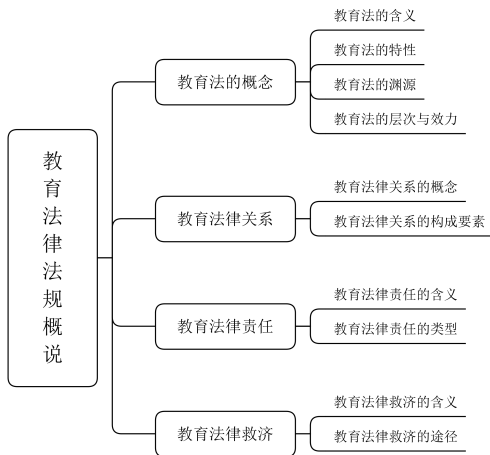 教育法律法规概说
教育法的概念
教育法的含义
教育法的特性
教育法的渊源
教育法的层次与效力
教育法律关系
教育法律关系的概念
教育法律关系的构成要素
教育法律责任
教育法律责任的含义
教育法律责任的类型
教育法律救济
教育法律救济的含义
教育法律救济的途径